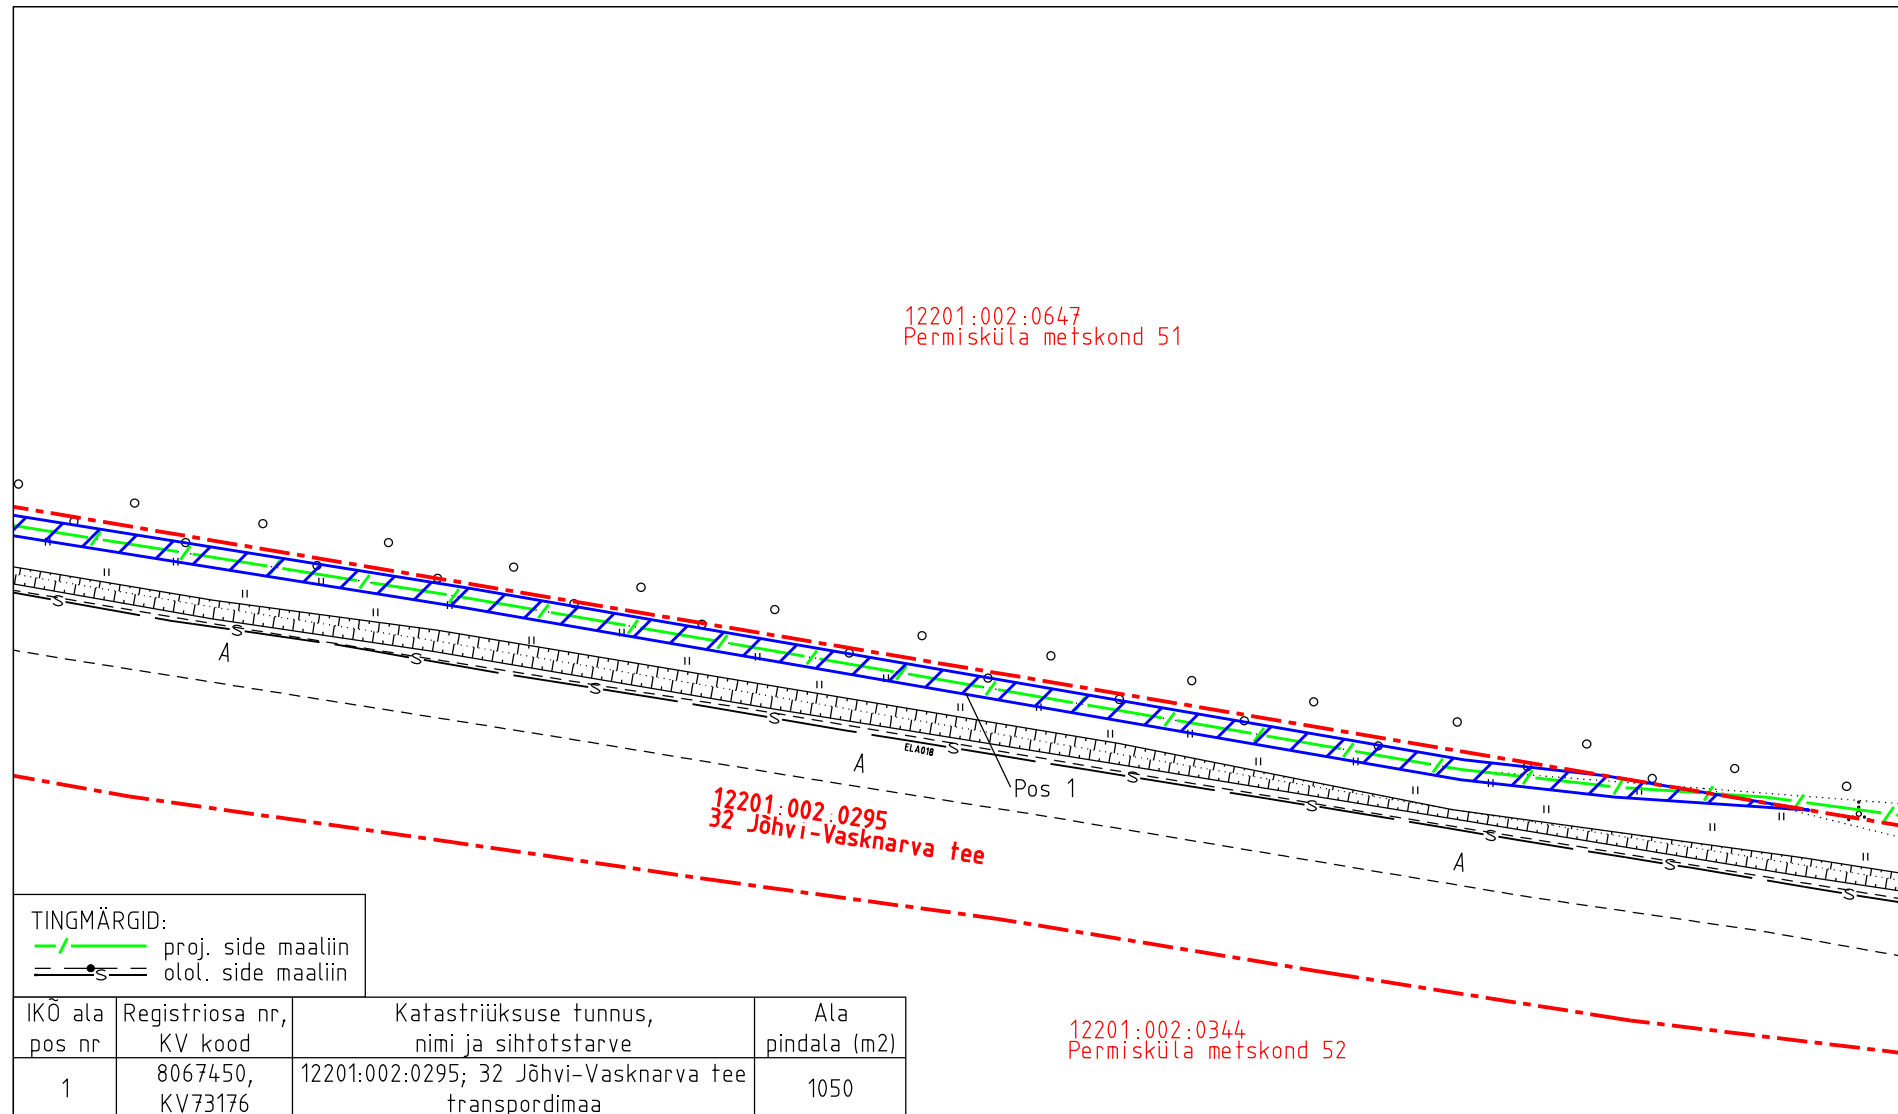 12201:002:0647
Permisküla metskond 51
S
S
S
S
S
S
S
S
S
S
S
A
A
A
ELA018
Pos 1
12201:002:0295
32 Jõhvi-Vasknarva tee
TINGMÄRGID:
proj. side maaliin
S
olol. side maaliin
12201:002:0344
Permisküla metskond 52
IKÕ ala pos nr
Registriosa nr, KV kood
Katastriüksuse tunnus, nimi ja sihtotstarve
Ala pindala (m2)
1
8067450, KV73176
12201:002:0295; 32 Jõhvi-Vasknarva tee transpordimaa
1050